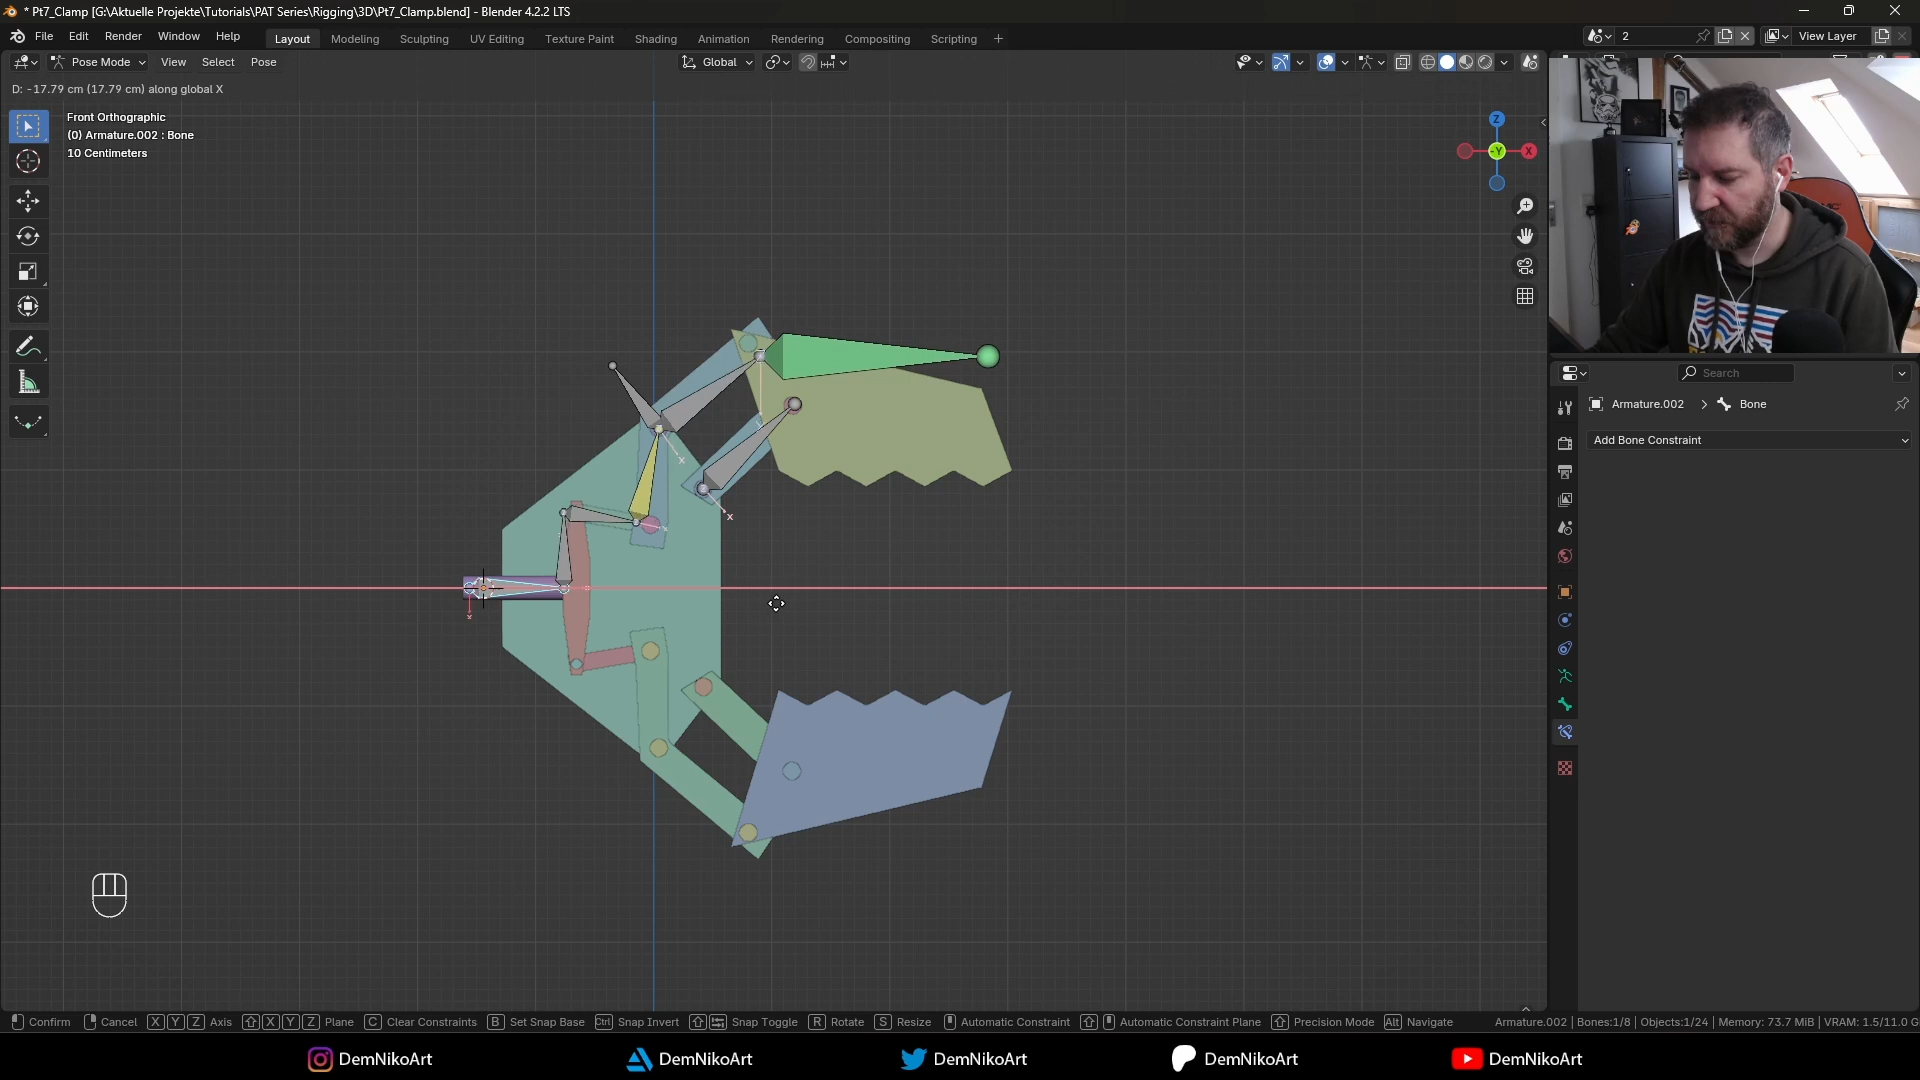 * Pt7_Clamp [G:\Aktuelle Projekte\Tutorials\PAT Series\Rigging\3D\Pt7_Clamp.blend] - Blender 4.2.2 LTS
File Edit Render Window Help Layout Modeling Sculpting UV Editing Texture Paint Shading Animation Rendering Compositing Scripting + 2 View Layer
Pose Mode View Select Pose Global
D: -17.79 cm (17.79 cm) along global X
Front Orthographic
(0) Armature.002 : Bone
10 Centimeters
Z
-Y X
Search
Armature.002 > Bone
Add Bone Constraint
x
x
x
x
Confirm Cancel X Y Z Axis X Y Z Plane C Clear Constraints B Set Snap Base Ctrl Snap Invert Snap Toggle R Rotate S Resize Automatic Constraint Automatic Constraint Plane Precision Mode Alt Navigate Armature.002 | Bones:1/8 | Objects:1/24 | Memory: 73.7 MiB | VRAM: 1.5/11.0 G
DemNikoArt DemNikoArt DemNikoArt DemNikoArt DemNikoArt